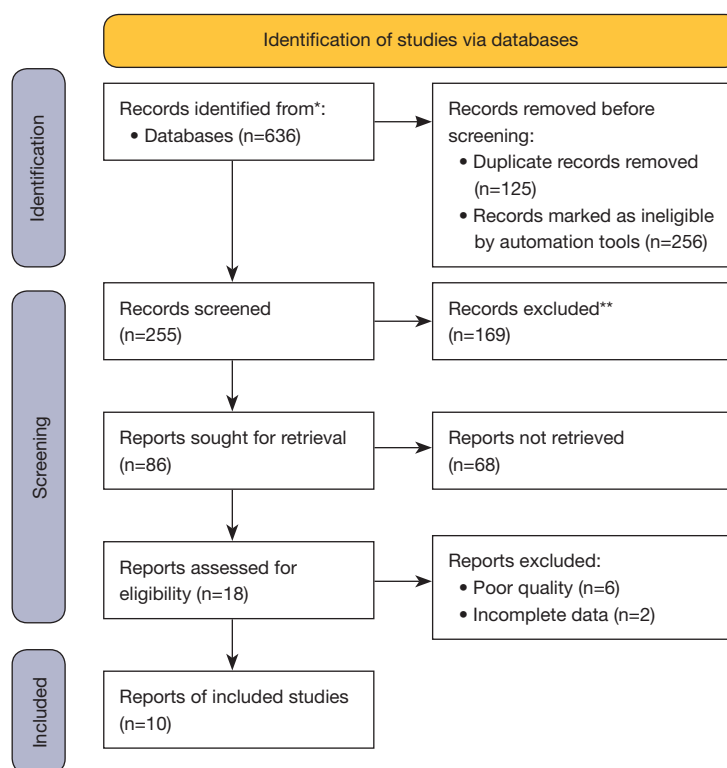 Identification of studies via databases
Identification
Records identified from*:
• Databases (n=636)
Records removed before
screening:
• Duplicate records removed
(n=125)
• Records marked as ineligible
by automation tools (n=256)
Screening
Records screened
(n=255)
Records excluded**
(n=169)
Reports sought for retrieval
(n=86)
Reports not retrieved
(n=68)
Reports assessed for
eligibility (n=18)
Reports excluded:
• Poor quality (n=6)
• Incomplete data (n=2)
Included
Reports of included studies
(n=10)